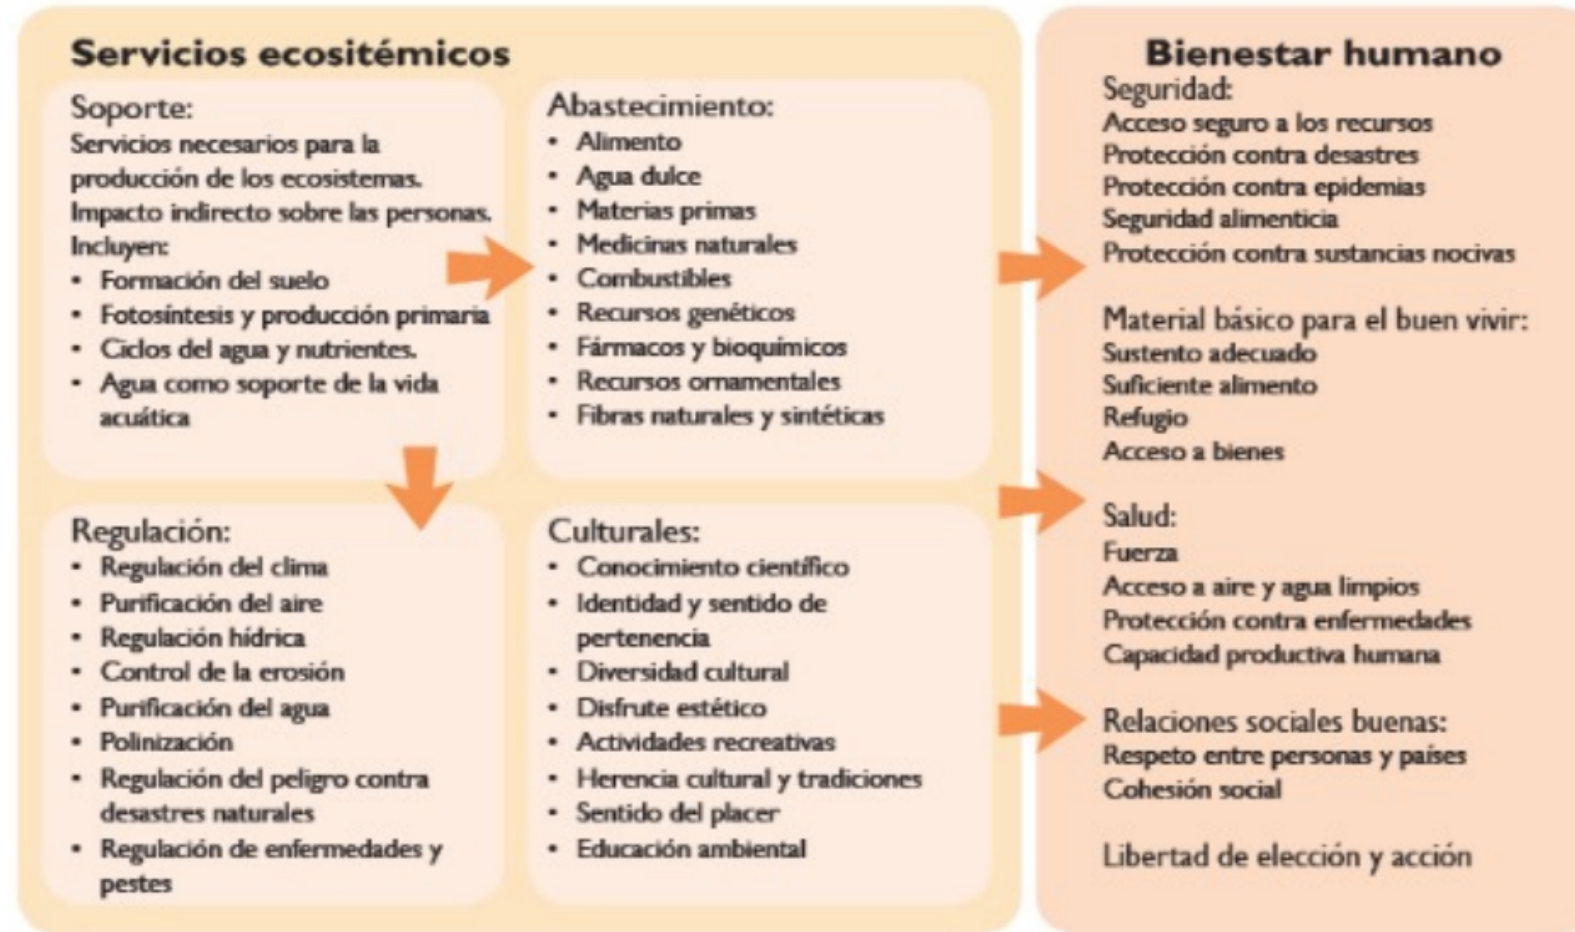 Servicios ecositémicos
Soporte:
Servicios necesarios para la
producción de los ecosistemas.
Impacto indirecto sobre las personas.
Incluyen:
• Formación del suelo
• Fotosíntesis y producción primaria
• Ciclos del agua y nutrientes.
• Agua como soporte de la vida
acuática
Abastecimiento:
• Alimento
• Agua dulce
• Materias primas
• Medicinas naturales
• Combustibles
• Recursos genéticos
• Fármacos y bioquímicos
• Recursos ornamentales
• Fibras naturales y sintéticas
Regulación:
• Regulación del clima
• Purificación del aire
• Regulación hídrica
• Control de la erosión
• Purificación del agua
• Polinización
• Regulación del peligro contra
desastres naturales
• Regulación de enfermedades y
pestes
Culturales:
• Conocimiento científico
• Identidad y sentido de
pertenencia
• Diversidad cultural
• Disfrute estético
• Actividades recreativas
• Herencia cultural y tradiciones
• Sentido del placer
• Educación ambiental
Bienestar humano
Seguridad:
Acceso seguro a los recursos
Protección contra desastres
Protección contra epidemias
Seguridad alimenticia
Protección contra sustancias nocivas
Material básico para el buen vivir:
Sustento adecuado
Suficiente alimento
Refugio
Acceso a bienes
Salud:
Fuerza
Acceso a aire y agua limpios
Protección contra enfermedades
Capacidad productiva humana
Relaciones sociales buenas:
Respeto entre personas y países
Cohesión social
Libertad de elección y acción